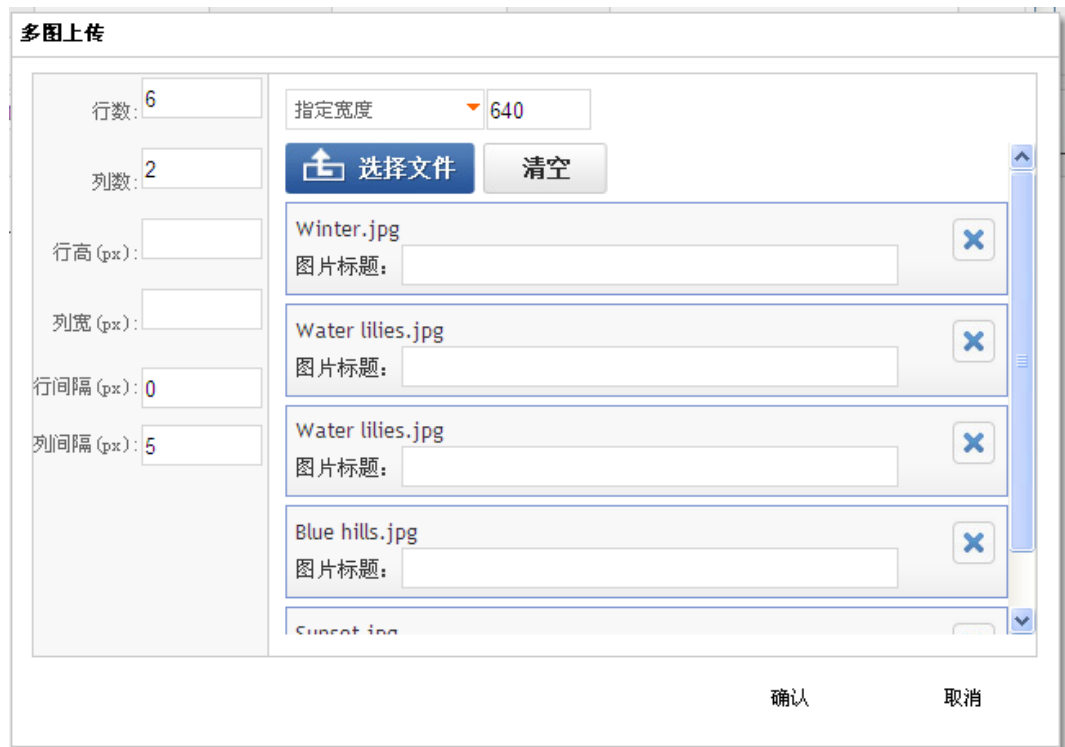 多图上传
行数: 6
列数: 2
行高(px):
列宽(px):
行间隔(px): 0
列间隔(px): 5
指定宽度 640
选择文件 清空
Winter.jpg
图片标题:
Water lilies.jpg
图片标题:
Water lilies.jpg
图片标题:
Blue hills.jpg
图片标题:
Sunset.jpg
确认 取消